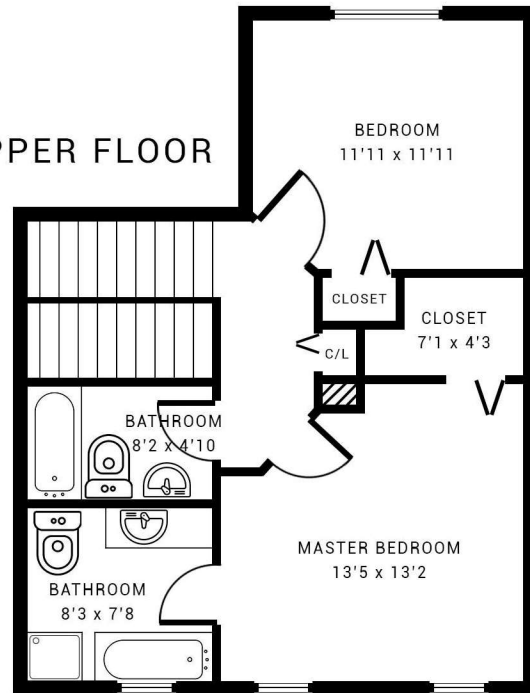 PPER FLOOR
BEDROOM
11'11 x 11'11
CLOSET
CLOSET
7'1 x 4'3
C/L
BATHROOM
8'2 x 4'10
MASTER BEDROOM
13'5 x 13'2
BATHROOM
8'3 x 7'8